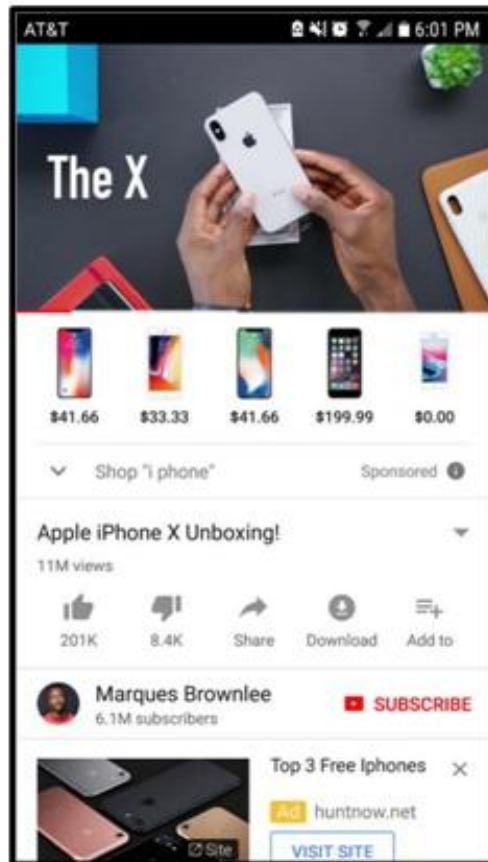 AT&T 6:01 PM
The X
$41.66 $33.33 $41.66 $199.99 $0.00
Shop "i phone" Sponsored
Apple iPhone X Unboxing!
11M views
201K 8.4K Share Download Add to
Marques Brownlee SUBSCRIBE
6.1M subscribers
Top 3 Free Iphones
Ad huntnow.net
Site VISIT SITE